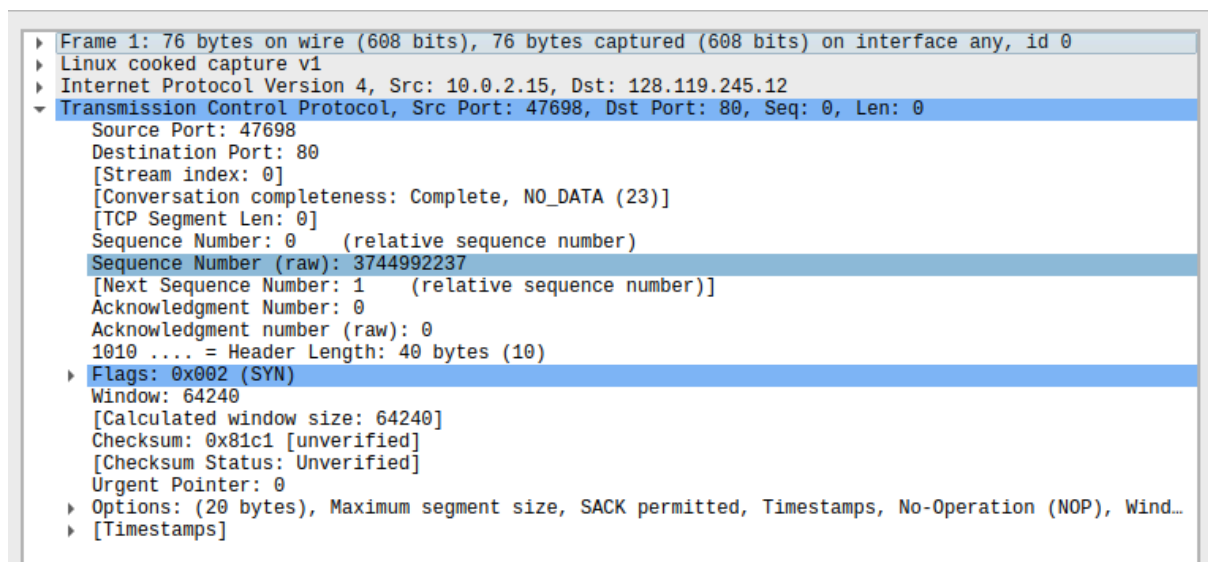 Frame 1: 76 bytes on wire (608 bits), 76 bytes captured (608 bits) on interface any, id 0
Linux cooked capture v1
Internet Protocol Version 4, Src: 10.0.2.15, Dst: 128.119.245.12
Transmission Control Protocol, Src Port: 47698, Dst Port: 80, Seq: 0, Len: 0
Source Port: 47698
Destination Port: 80
[Stream index: 0]
[Conversation completeness: Complete, NO_DATA (23)]
[TCP Segment Len: 0]
Sequence Number: 0    (relative sequence number)
Sequence Number (raw): 3744992237
[Next Sequence Number: 1    (relative sequence number)]
Acknowledgment Number: 0
Acknowledgment number (raw): 0
1010 .... = Header Length: 40 bytes (10)
Flags: 0x002 (SYN)
Window: 64240
[Calculated window size: 64240]
Checksum: 0x81c1 [unverified]
[Checksum Status: Unverified]
Urgent Pointer: 0
Options: (20 bytes), Maximum segment size, SACK permitted, Timestamps, No-Operation (NOP), Wind…
[Timestamps]